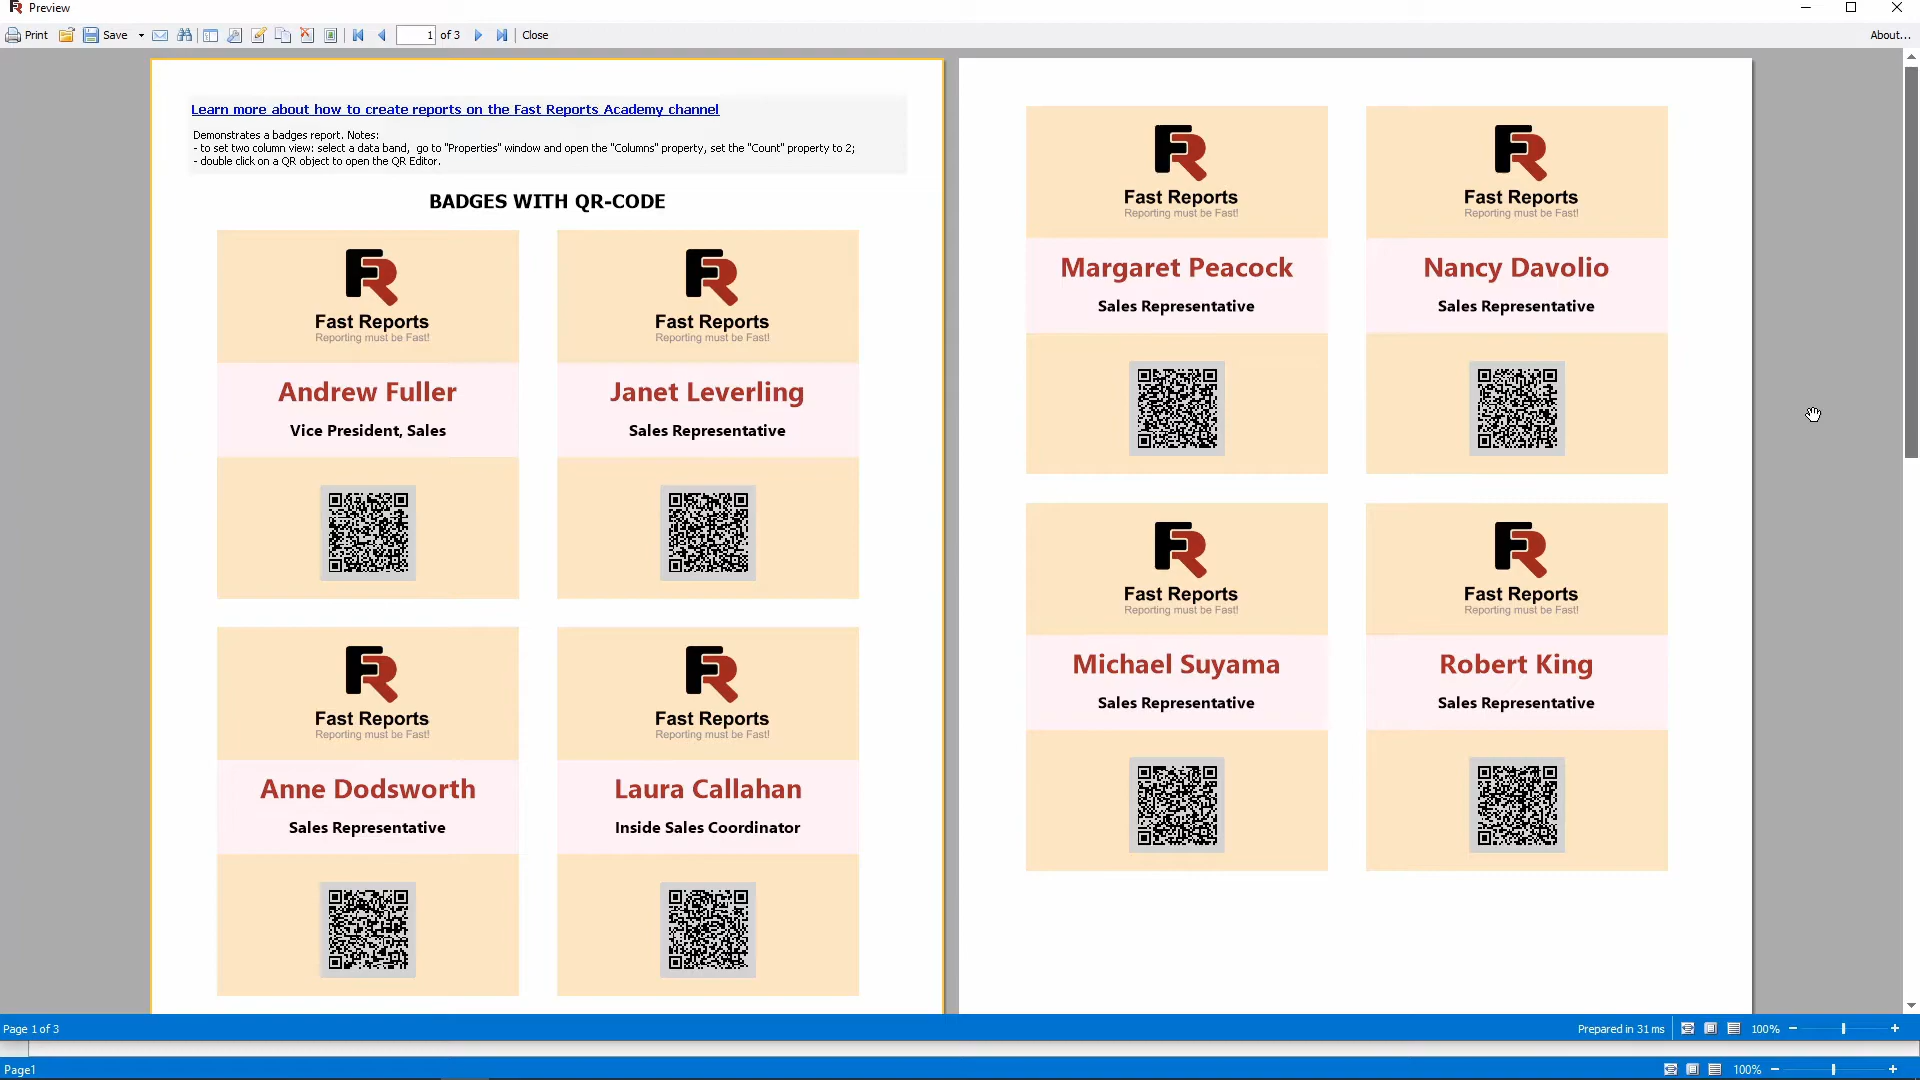 Preview
Print Save 1 of 3 Close About...
Learn more about how to create reports on the Fast Reports Academy channel
Demonstrates a badges report. Notes:
- to set two column view: select a data band,  go to "Properties" window and open the "Columns" property, set the "Count" property to 2;
- double click on a QR object to open the QR Editor.
BADGES WITH QR-CODE
Fast Reports
Reporting must be Fast!
Andrew Fuller
Vice President, Sales
Fast Reports
Reporting must be Fast!
Janet Leverling
Sales Representative
Fast Reports
Reporting must be Fast!
Anne Dodsworth
Sales Representative
Fast Reports
Reporting must be Fast!
Laura Callahan
Inside Sales Coordinator
Fast Reports
Reporting must be Fast!
Margaret Peacock
Sales Representative
Fast Reports
Reporting must be Fast!
Nancy Davolio
Sales Representative
Fast Reports
Reporting must be Fast!
Michael Suyama
Sales Representative
Fast Reports
Reporting must be Fast!
Robert King
Sales Representative
Page 1 of 3 Prepared in 31 ms 100%
Page1 100%